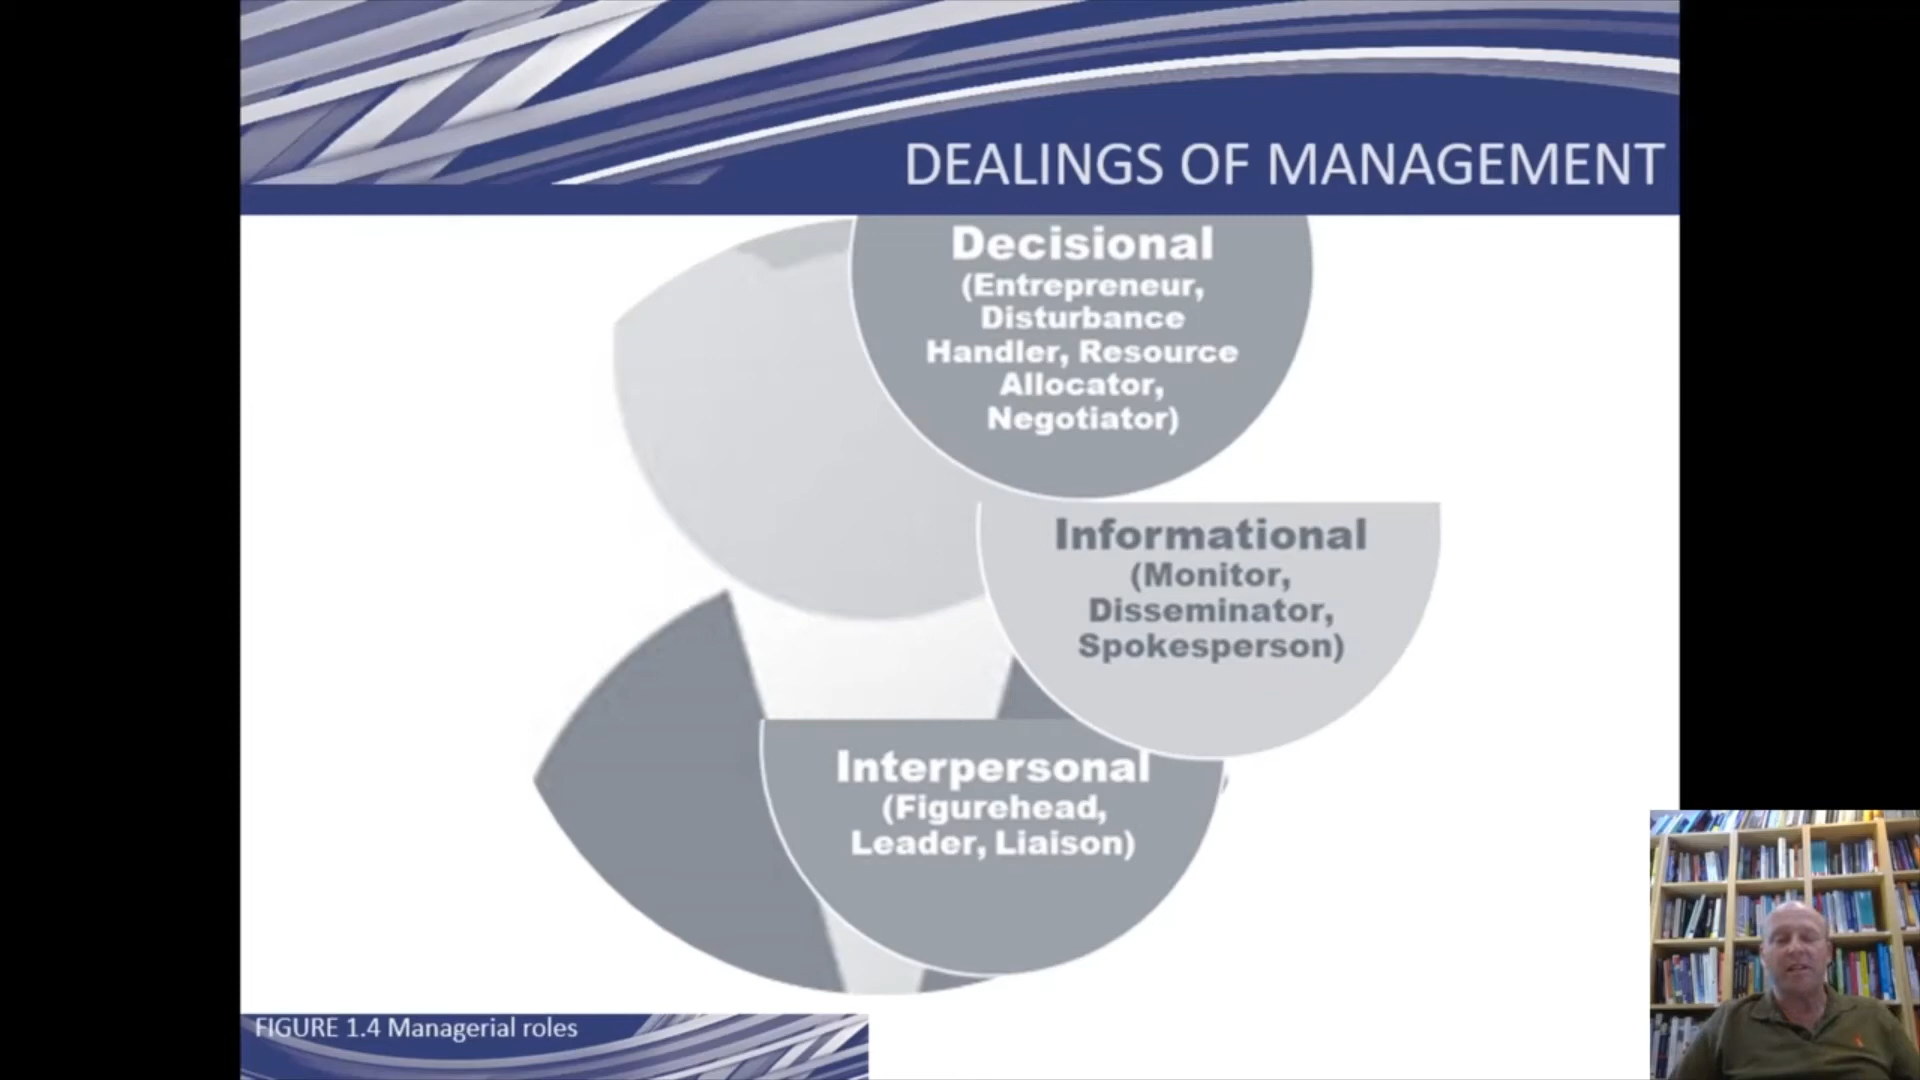 DEALINGS OF MANAGEMENT
Decisional
(Entrepreneur,
Disturbance
Handler, Resource
Allocator,
Negotiator)
Informational
(Monitor,
Disseminator,
Spokesperson)
Interpersonal
(Figurehead,
Leader, Liaison)
FIGURE 1.4 Managerial roles